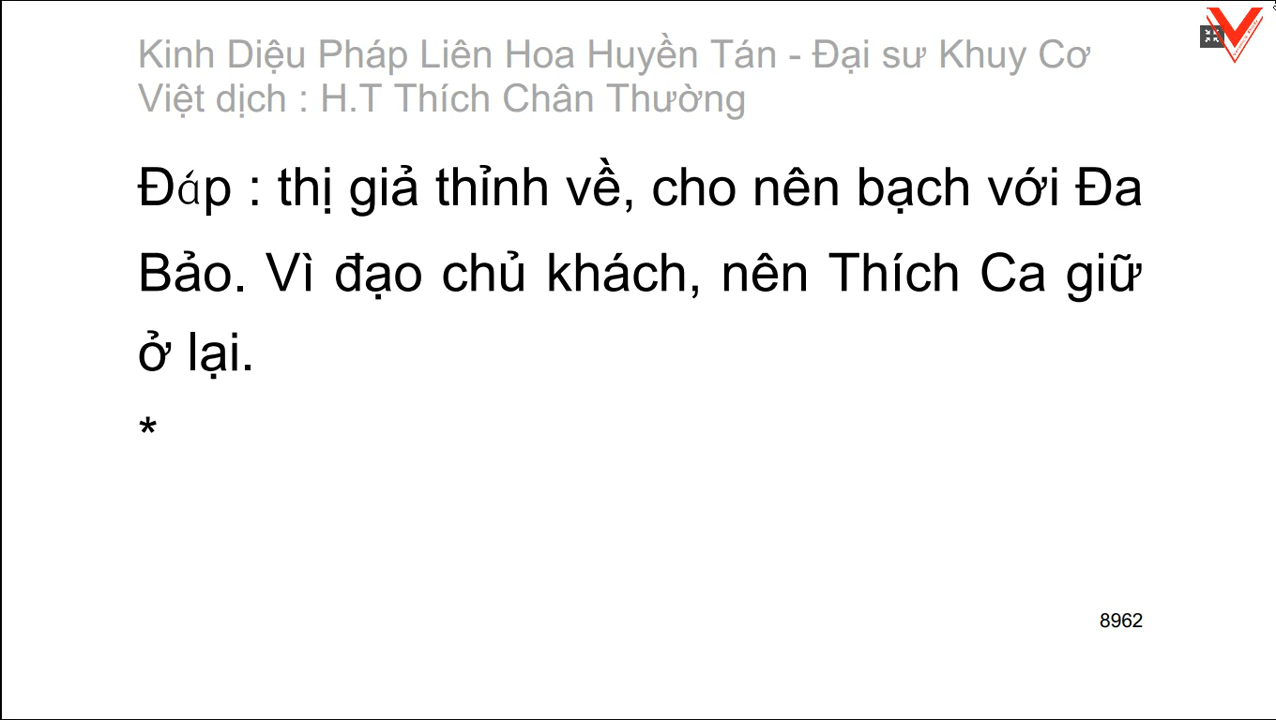 Kinh Diệu Pháp Liên Hoa Huyền Tán - Đại sư Khuy Cơ
Việt dịch : H.T Thích Chân Thường
Đáp : thị giả thỉnh về, cho nên bạch với Đa
Bảo. Vì đạo chủ khách, nên Thích Ca giữ
ở lại.
*
8962